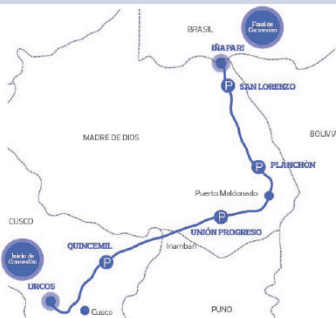 BRASIL
Final de
Concesión
IÑAPARI
P SAN LORENZO
MADRE DE DIOS
BOLIVIA
P PLANCHÓN
Puerto Maldonado
P
UNIÓN PROGRESO
CUSCO
QUINCEMIL
P
Inambari
Inicio de
Concesión
URCOS
Cusco
PUNO